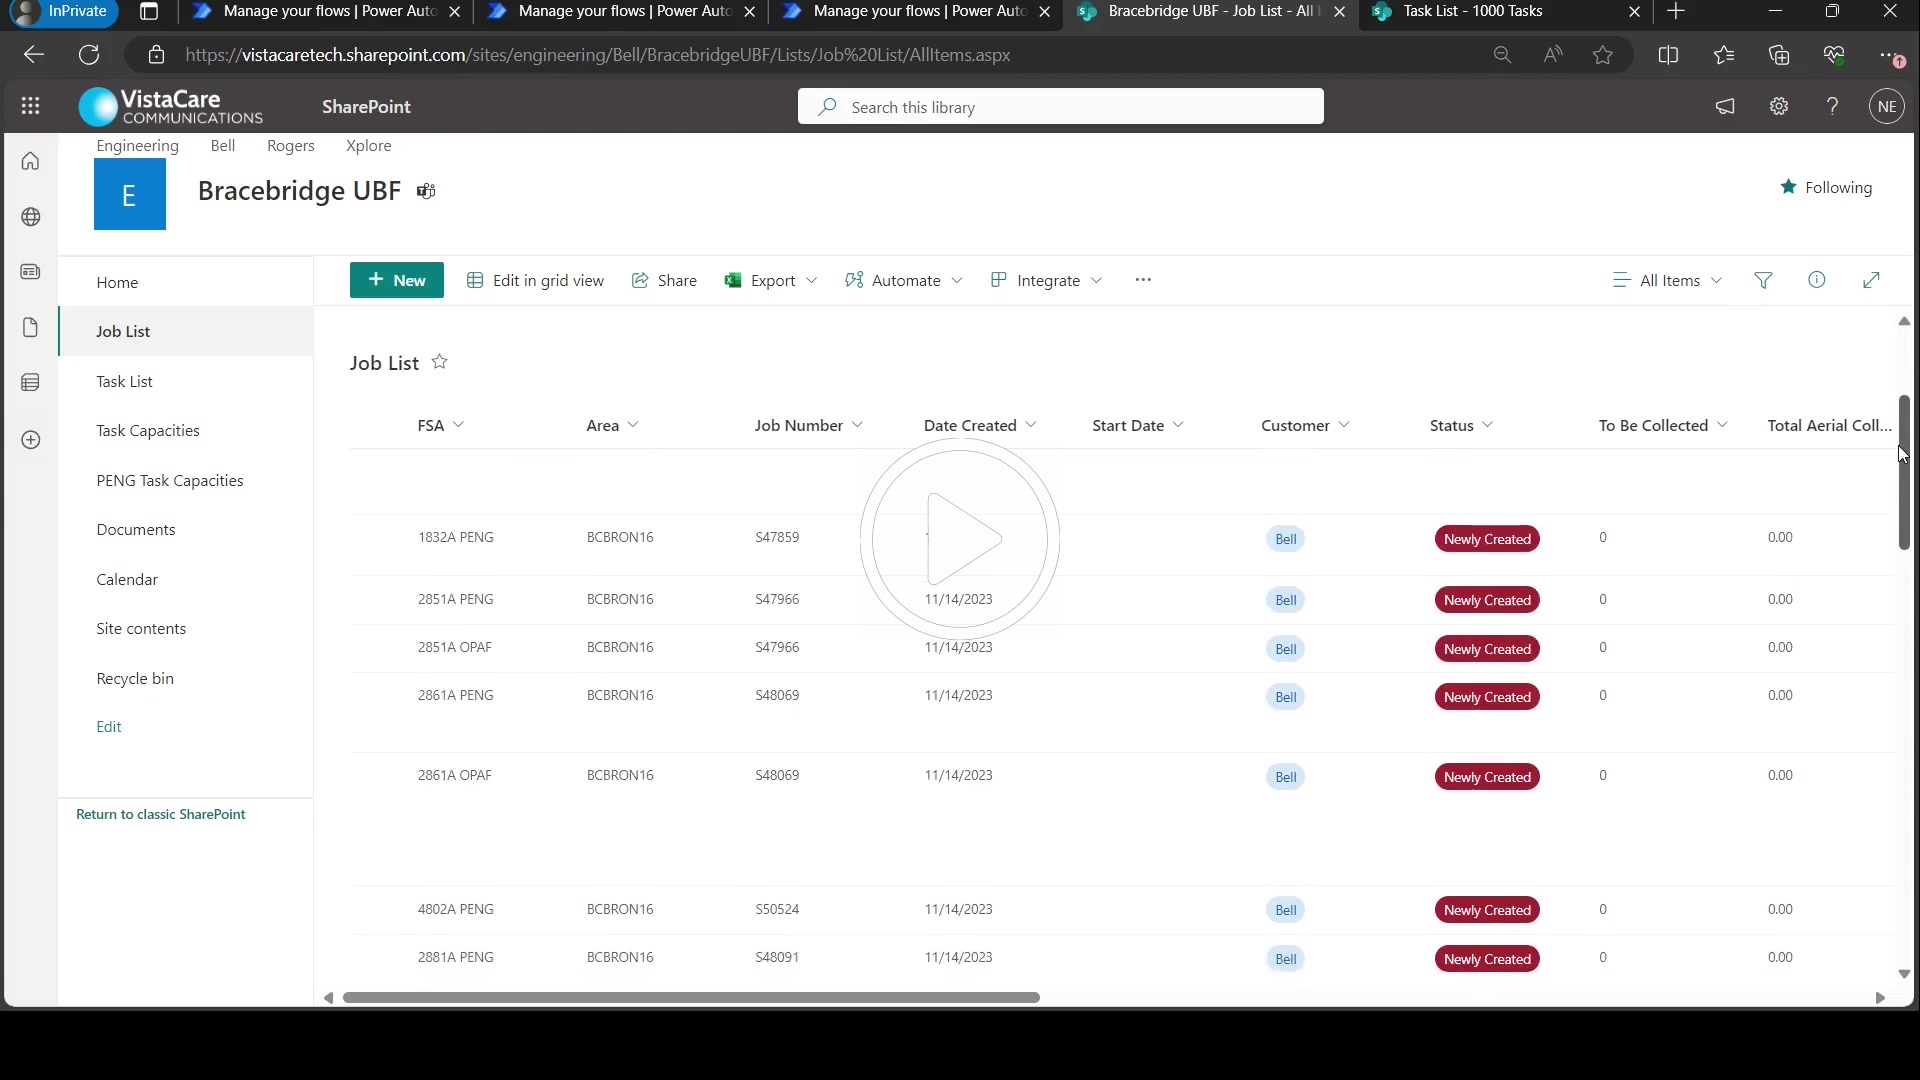 InPrivate Manage your flows | Power Auto Manage your flows | Power Auto Manage your flows | Power Auto Bracebridge UBF - Job List - All Task List - 1000 Tasks
https://vistacaretech.sharepoint.com/sites/engineering/Bell/BracebridgeUBF/Lists/Job%20List/AllItems.aspx
VistaCare
COMMUNICATIONS
SharePoint
Search this library
NE
Engineering Bell Rogers Xplore
E
Bracebridge UBF
Following
Home
Job List
Task List
Task Capacities
PENG Task Capacities
Documents
Calendar
Site contents
Recycle bin
Edit
Return to classic SharePoint
+ New Edit in grid view Share Export Automate Integrate ... All Items
Job List
FSA Area Job Number Date Created Start Date Customer Status To Be Collected Total Aerial Coll...
1832A PENG BCBRON16 S47859 Bell Newly Created 0 0.00
2851A PENG BCBRON16 S47966 11/14/2023 Bell Newly Created 0 0.00
2851A OPAF BCBRON16 S47966 11/14/2023 Bell Newly Created 0 0.00
2861A PENG BCBRON16 S48069 11/14/2023 Bell Newly Created 0 0.00
2861A OPAF BCBRON16 S48069 11/14/2023 Bell Newly Created 0 0.00
4802A PENG BCBRON16 S50524 11/14/2023 Bell Newly Created 0 0.00
2881A PENG BCBRON16 S48091 11/14/2023 Bell Newly Created 0 0.00